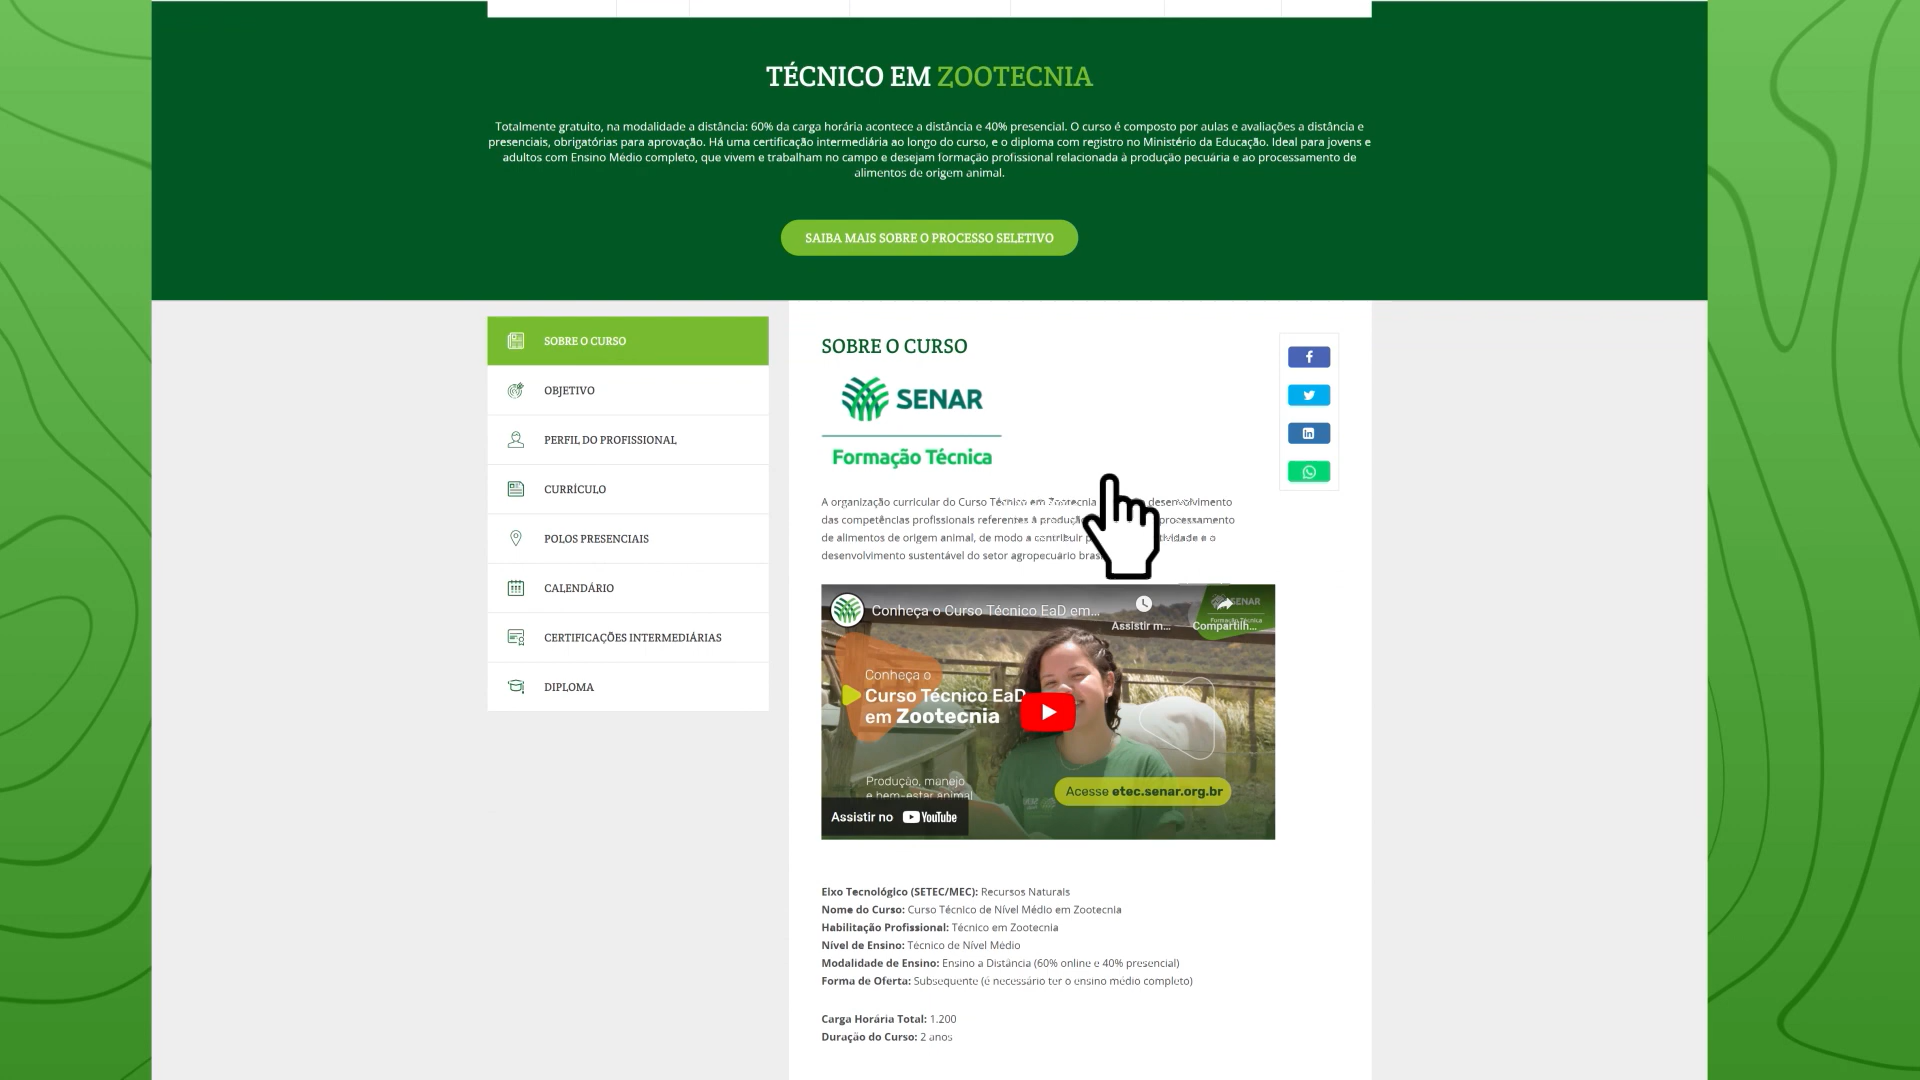 TÉCNICO EM ZOOTECNIA
Totalmente gratuito, na modalidade a distância: 60% da carga horária acontece a distância e 40% presencial. O curso é composto por aulas e avaliações a distância e
presenciais, obrigatórias para aprovação. Há uma certificação intermediária ao longo do curso, e o diploma com registro no Ministério da Educação. Ideal para jovens e
adultos com Ensino Médio completo, que vivem e trabalham no campo e desejam formação profissional relacionada à produção pecuária e ao processamento de
alimentos de origem animal.
SAIBA MAIS SOBRE O PROCESSO SELETIVO
SOBRE O CURSO
OBJETIVO
PERFIL DO PROFISSIONAL
CURRÍCULO
POLOS PRESENCIAIS
CALENDÁRIO
CERTIFICAÇÕES INTERMEDIÁRIAS
DIPLOMA
SOBRE O CURSO
SENAR
Formação Técnica
A organização curricular do Curso Técnico em Zootecnia desenvolvimento
das competências profissionais referentes à processamento
de alimentos de origem animal, de modo a contribuir
desenvolvimento sustentável do setor agropecuário
Conheça o Curso Técnico EaD em...
Assistir m...
Compartilh...
SENAR
Formação Técnica
Conheça o
Curso Técnico EaD
em Zootecnia
Produção, manejo
e bem-estar animal
Acesse etec.senar.org.br
Assistir no YouTube
Eixo Tecnológico (SETEC/MEC): Recursos Naturais
Nome do Curso: Curso Técnico de Nível Médio em Zootecnia
Habilitação Profissional: Técnico em Zootecnia
Nível de Ensino: Técnico de Nível Médio
Modalidade de Ensino: Ensino a Distância (60% online e 40% presencial)
Forma de Oferta: Subsequente (é necessário ter o ensino médio completo)
Carga Horária Total: 1.200
Duração do Curso: 2 anos